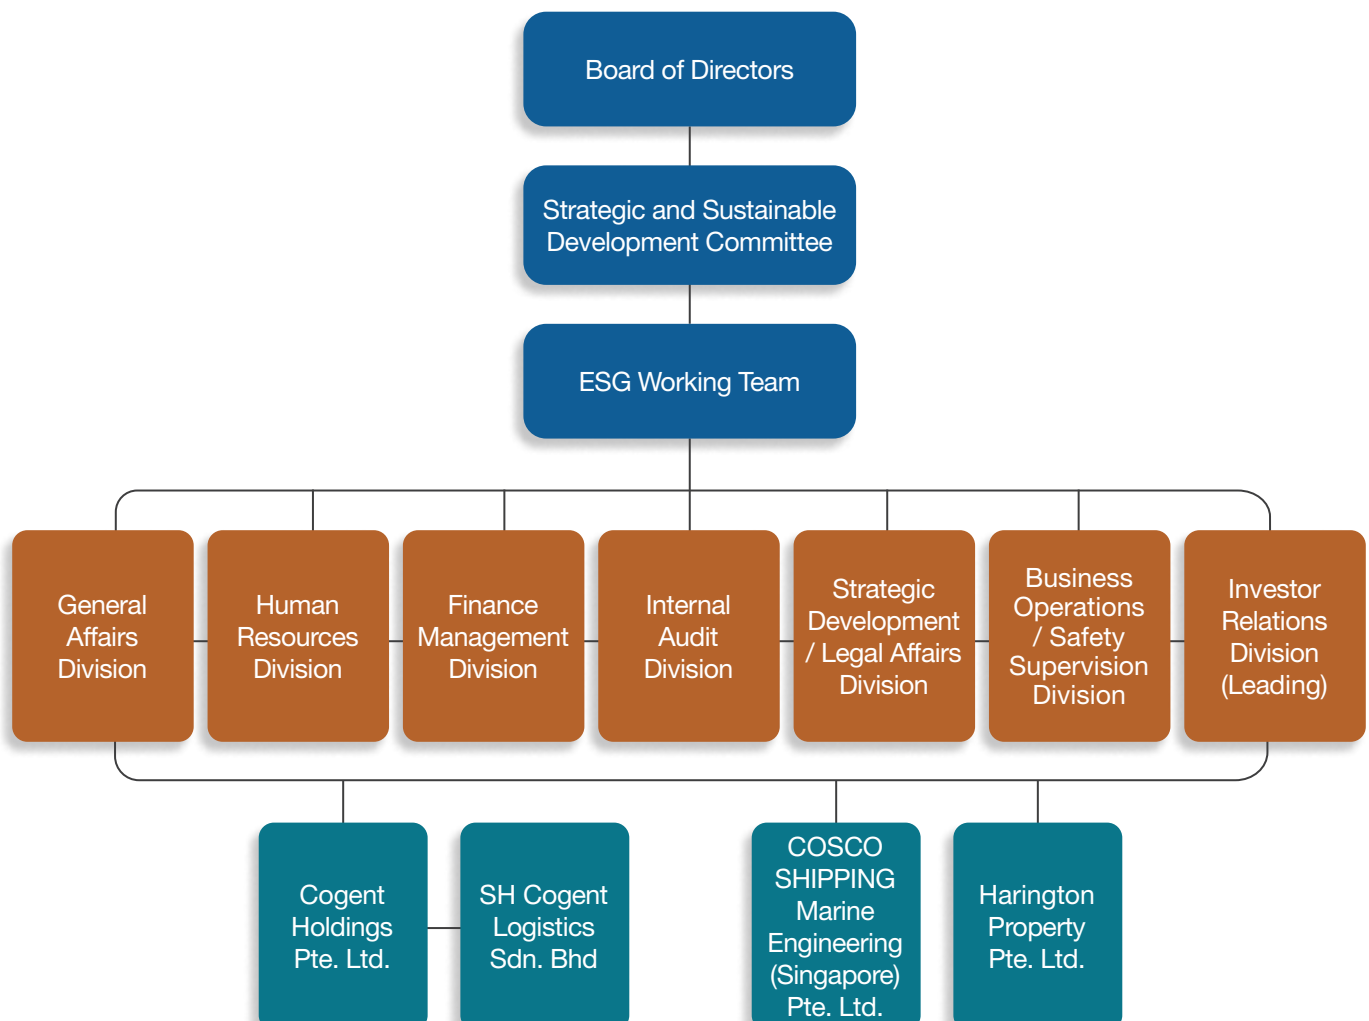 Board of Directors
Strategic and Sustainable
Development Committee
ESG Working Team
General
Affairs
Division
Human
Resources
Division
Finance
Management
Division
Internal
Audit
Division
Strategic
Development
/ Legal Affairs
Division
Business
Operations
/ Safety
Supervision
Division
Investor
Relations
Division
(Leading)
Cogent
Holdings
Pte. Ltd.
SH Cogent
Logistics
Sdn. Bhd
COSCO
SHIPPING
Marine
Engineering
(Singapore)
Pte. Ltd.
Harington
Property
Pte. Ltd.